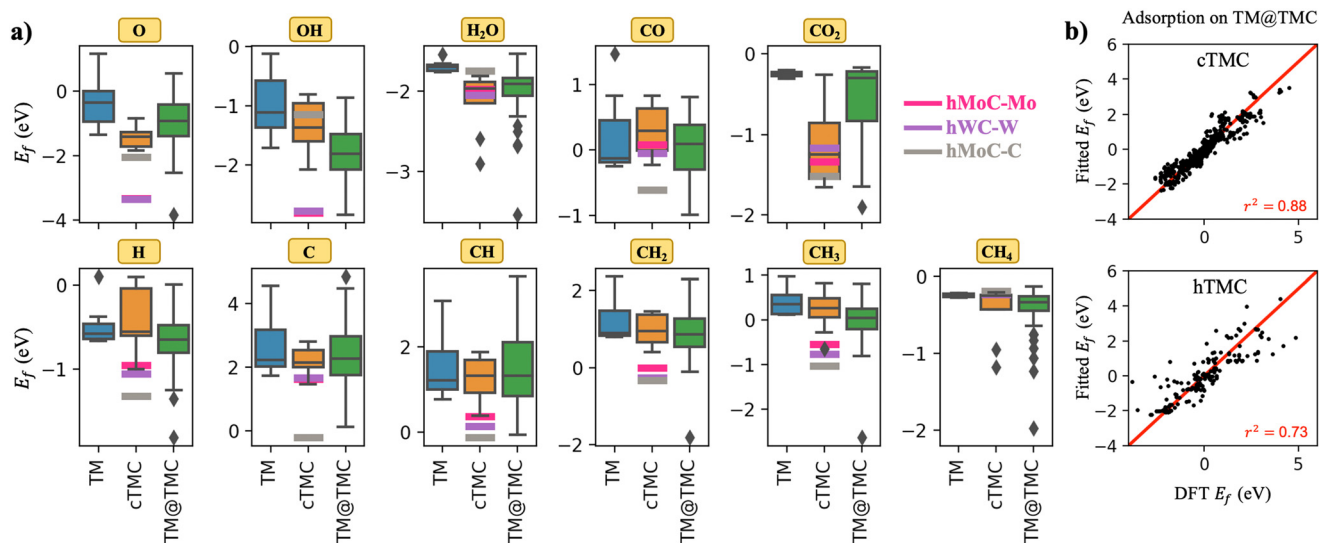 a)
O
OH
H₂O
CO
CO₂
b)
Adsorption on TM@TMC
E_f (eV)
0
−2
−4
0
−1
−2
−2
−3
1
0
−1
0
−1
−2
hMoC-Mo
hWC-W
hMoC-C
Fitted E_f (eV)
6
4
2
0
−2
−4
cTMC
r² = 0.88
0
5
H
C
CH
CH₂
CH₃
CH₄
E_f (eV)
0
−1
4
2
0
2
0
2
0
−2
1
0
−1
−2
0
−1
−2
Fitted E_f (eV)
6
4
2
0
−2
−4
hTMC
r² = 0.73
0
5
DFT E_f (eV)
TM
cTMC
TM@TMC
TM
cTMC
TM@TMC
TM
cTMC
TM@TMC
TM
cTMC
TM@TMC
TM
cTMC
TM@TMC
TM
cTMC
TM@TMC